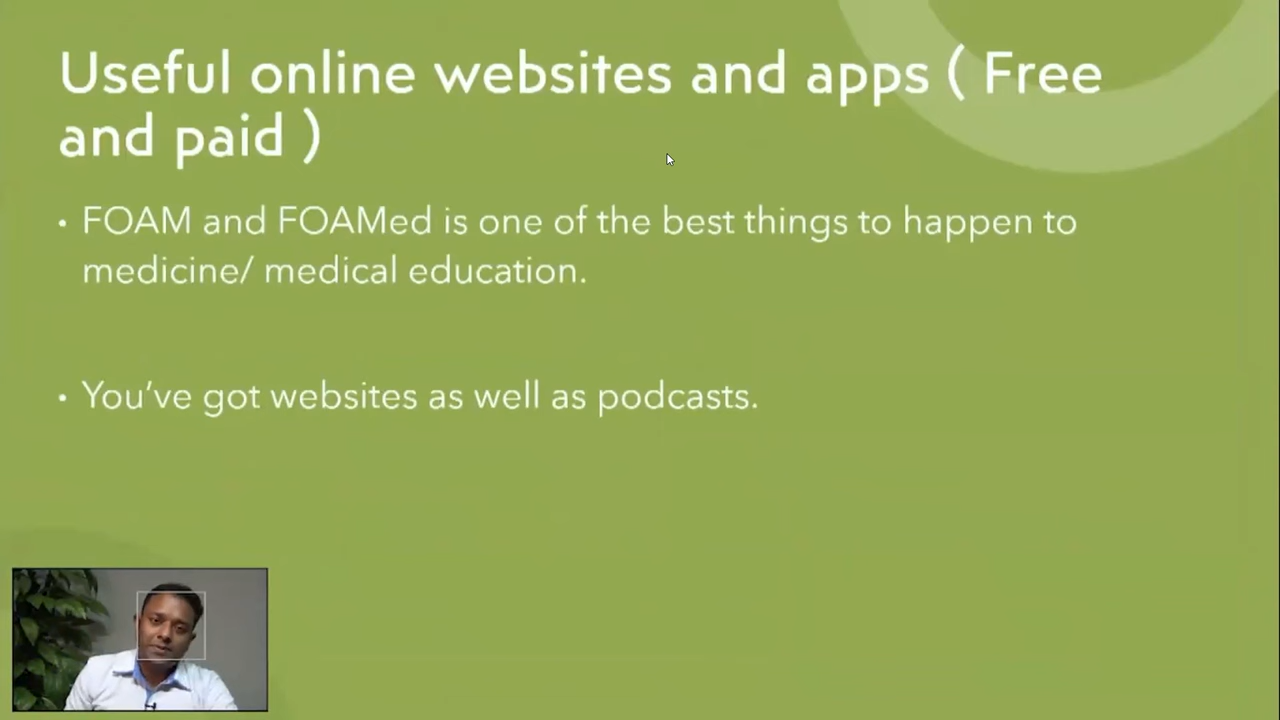 Useful online websites and apps ( Free
and paid )
• FOAM and FOAMed is one of the best things to happen to
medicine/ medical education.
• You've got websites as well as podcasts.